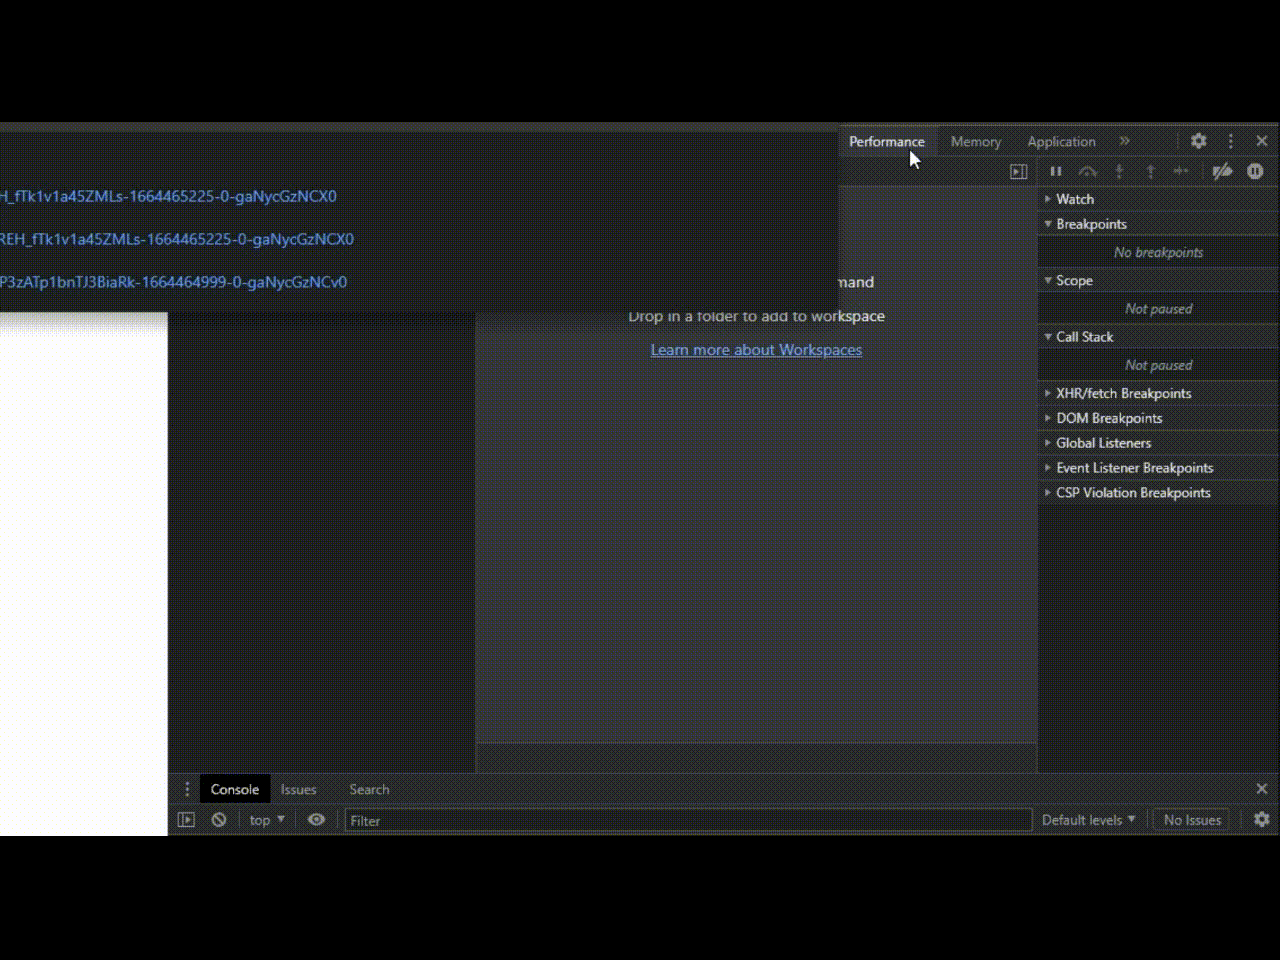 Performance Memory Application
H_fTk1v1a45ZMLs-1664465225-0-gaNycGzNCX0
REH_fTk1v1a45ZMLs-1664465225-0-gaNycGzNCX0
P3zATp1bnTJ3BiaRk-1664464999-0-gaNycGzNCv0
mand
Drop in a folder to add to workspace
Learn more about Workspaces
Watch
Breakpoints
No breakpoints
Scope
Not paused
Call Stack
Not paused
XHR/fetch Breakpoints
DOM Breakpoints
Global Listeners
Event Listener Breakpoints
CSP Violation Breakpoints
Console Issues Search
top Filter Default levels No Issues